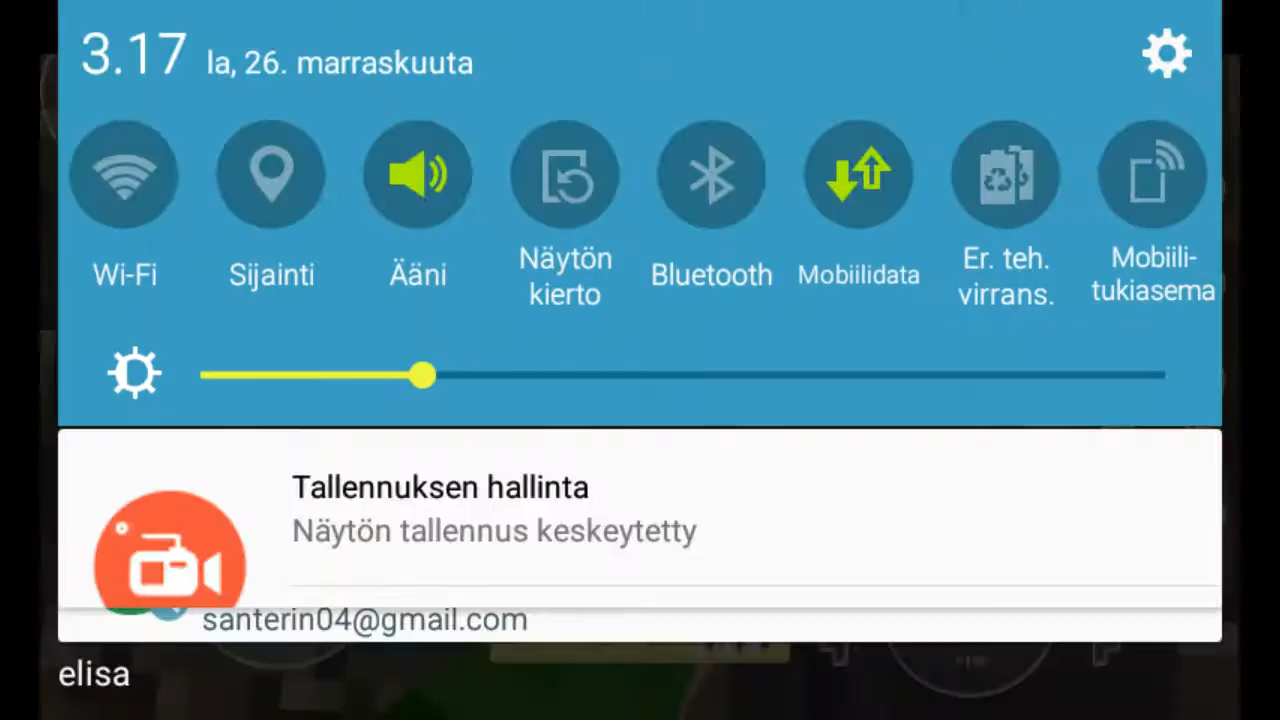 3.17 la, 26. marraskuuta
Wi-Fi
Sijainti
Ääni
Näytön
kierto
Bluetooth
Mobiilidata
Er. teh.
virrans.
Mobiili-
tukiasema
Tallennuksen hallinta
Näytön tallennus keskeytetty
santerin04@gmail.com
elisa